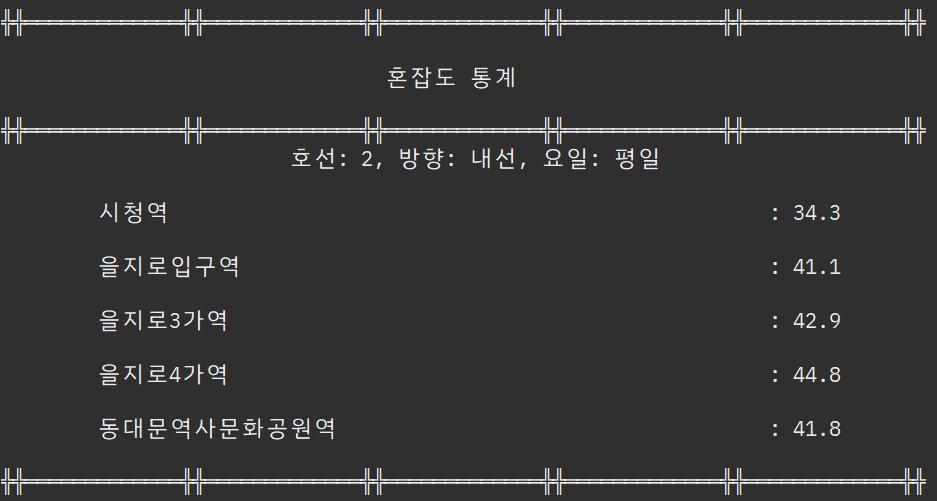 혼잡도 통계
호선: 2, 방향: 내선, 요일: 평일
시청역 : 34.3
을지로입구역 : 41.1
을지로3가역 : 42.9
을지로4가역 : 44.8
동대문역사문화공원역 : 41.8